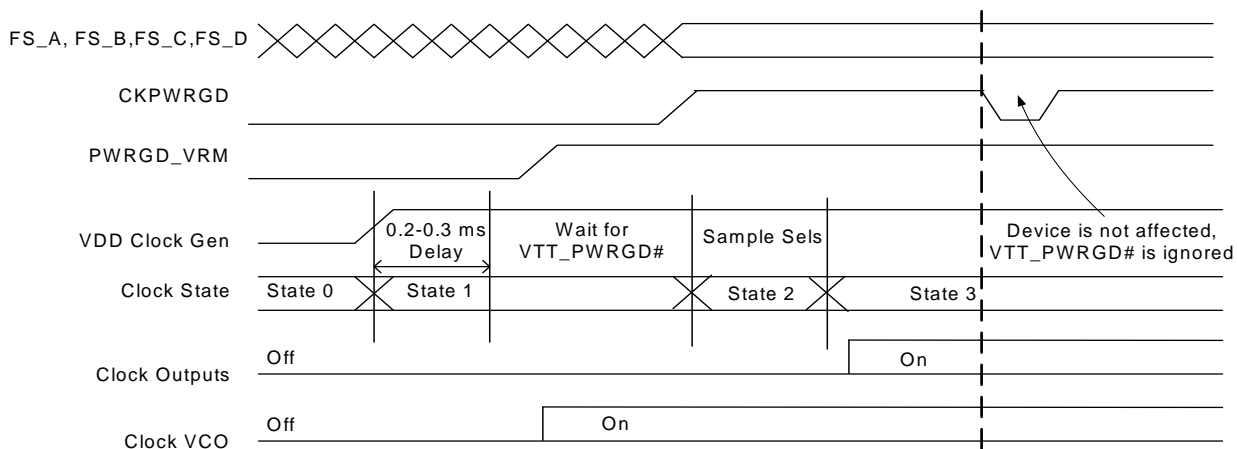 FS_A, FS_B,FS_C,FS_D
CKPWRGD
PWRGD_VRM
VDD Clock Gen
0.2-0.3 ms
Delay
Wait for
VTT_PWRGD#
Sample Sels
Device is not affected,
VTT_PWRGD# is ignored
Clock State
State 0
State 1
State 2
State 3
Clock Outputs
Off
On
Clock VCO
Off
On